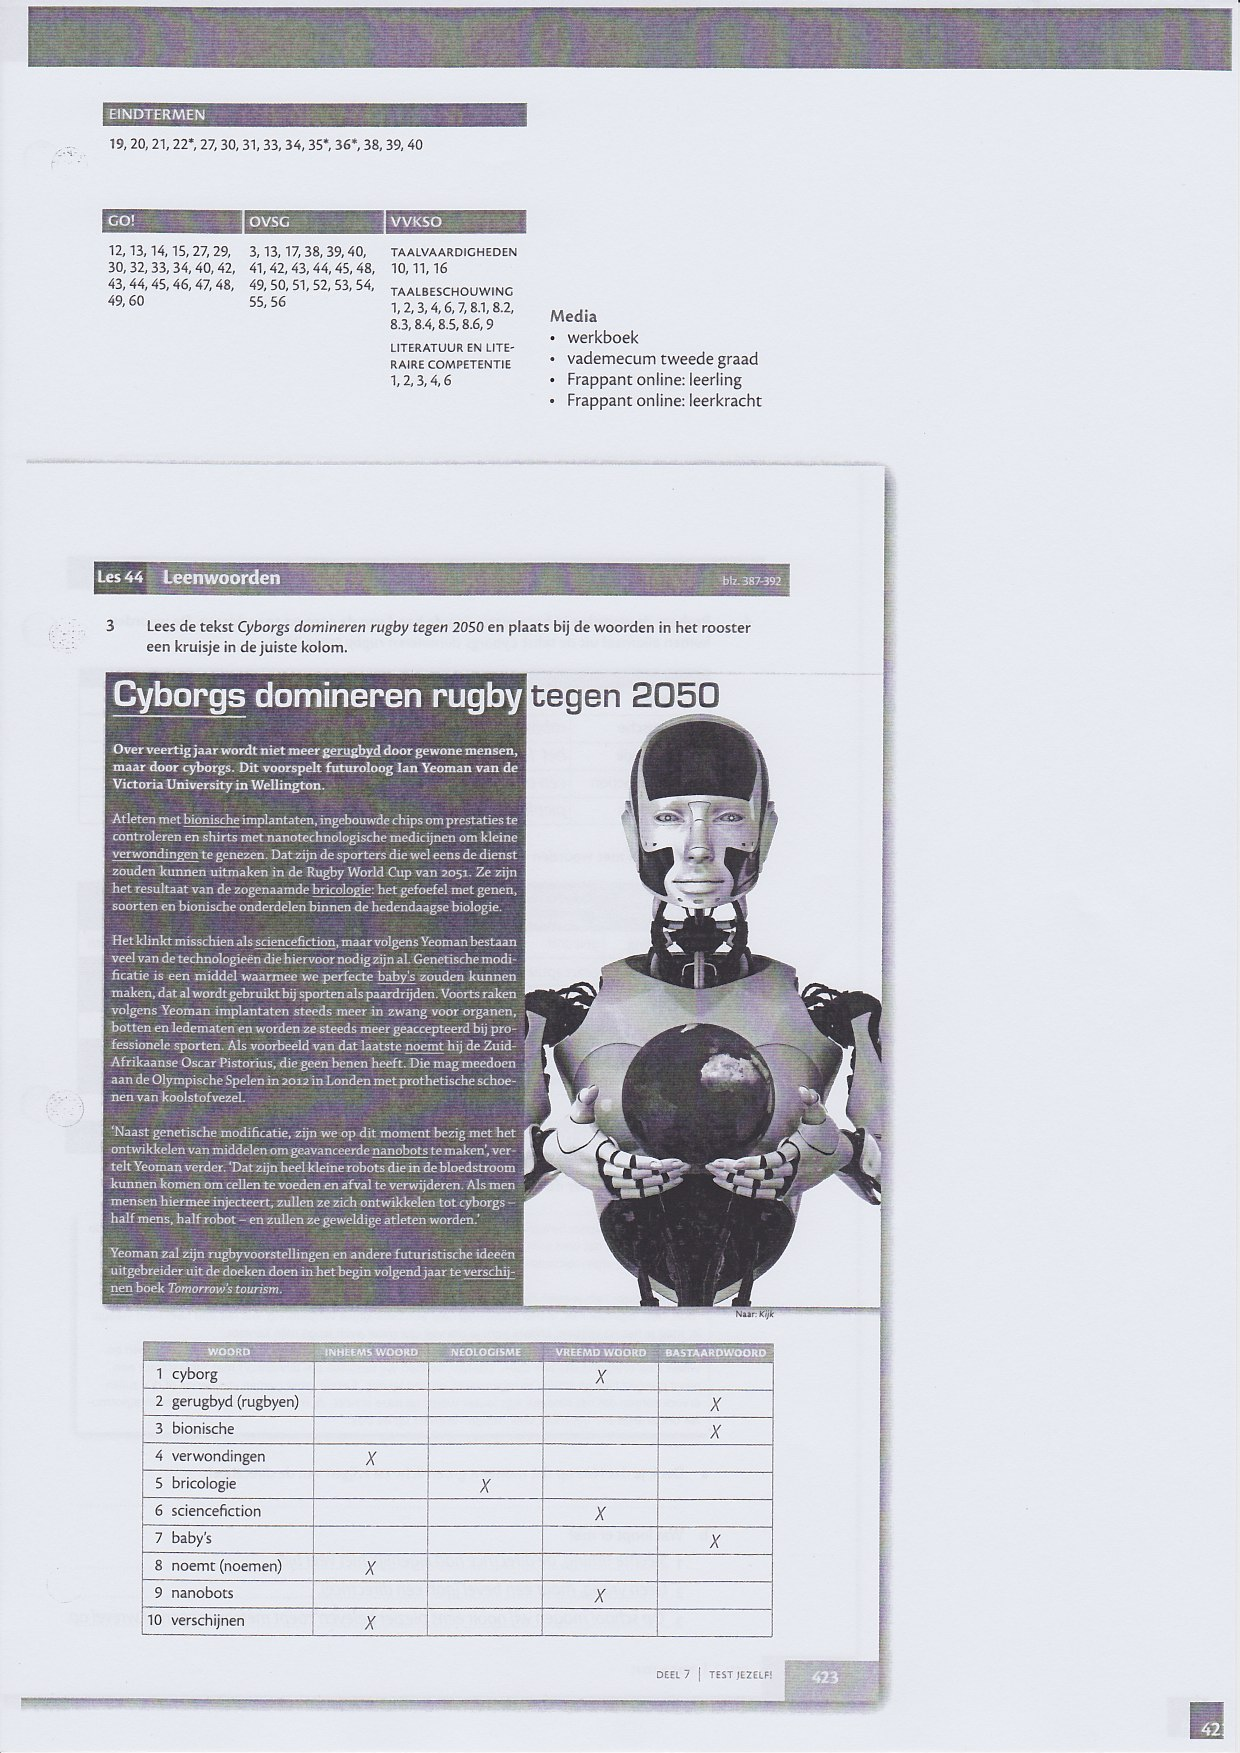 EINDTERMEN
19, 20, 21, 22*, 27, 30, 31, 33, 34, 35*, 36*, 38, 39, 40
GO!
12, 13, 14, 15, 27, 29,
30, 32, 33, 34, 40, 42,
43, 44, 45, 46, 47, 48,
49, 60
OVSG
3, 13, 17, 38, 39, 40,
41, 42, 43, 44, 45, 48,
49, 50, 51, 52, 53, 54,
55, 56
VVKSO
TAALVAARDIGHEDEN
10, 11, 16
TAALBESCHOUWING
1, 2, 3, 4, 6, 7, 8.1, 8.2,
8.3, 8.4, 8.5, 8.6, 9
LITERATUUR EN LITE-
RAIRE COMPETENTIE
1, 2, 3, 4, 6
Media
• werkboek
• vademecum tweede graad
• Frappant online: leerling
• Frappant online: leerkracht
Les 44 Leenwoorden blz. 387-392
3 Lees de tekst Cyborgs domineren rugby tegen 2050 en plaats bij de woorden in het rooster
een kruisje in de juiste kolom.
Cyborgs domineren rugby tegen 2050
Over veertig jaar wordt niet meer gerugbyd door gewone mensen,
maar door cyborgs. Dit voorspelt futuroloog Ian Yeoman van de
Victoria University in Wellington.
Atleten met bionische implantaten, ingebouwde chips om prestaties te
controleren en shirts met nanotechnologische medicijnen om kleine
verwondingen te genezen. Dat zijn de sporters die wel eens de dienst
zouden kunnen uitmaken in de Rugby World Cup van 2051. Ze zijn
het resultaat van de zogenaamde bricologie: het gefoefel met genen,
soorten en bionische onderdelen binnen de hedendaagse biologie.
Het klinkt misschien als sciencefiction, maar volgens Yeoman bestaan
veel van de technologieën die hiervoor nodig zijn al. Genetische modi-
ficatie is een middel waarmee we perfecte baby's zouden kunnen
maken, dat al wordt gebruikt bij sporten als paardrijden. Voorts raken
volgens Yeoman implantaten steeds meer in zwang voor organen,
botten en ledematen en worden ze steeds meer geaccepteerd bij pro-
fessionele sporten. Als voorbeeld van dat laatste noemt hij de Zuid-
Afrikaanse Oscar Pistorius, die geen benen heeft. Die mag meedoen
aan de Olympische Spelen in 2012 in Londen met prothetische schoe-
nen van koolstofvezel.
'Naast genetische modificatie, zijn we op dit moment bezig met het
ontwikkelen van middelen om geavanceerde nanobots te maken', ver-
telt Yeoman verder. 'Dat zijn heel kleine robots die in de bloedstroom
kunnen komen om cellen te voeden en afval te verwijderen. Als men
mensen hiermee injecteert, zullen ze zich ontwikkelen tot cyborgs –
half mens, half robot – en zullen ze geweldige atleten worden.'
Yeoman zal zijn rugbyvoorstellingen en andere futuristische ideeën
uitgebreider uit de doeken doen in het begin volgend jaar te verschij-
nen boek Tomorrow's tourism.
Naar: Kijk
WOORD INHEEMS WOORD NEOLOGISME VREEMD WOORD BASTAARDWOORD
1 cyborg X
2 gerugbyd (rugbyen) X
3 bionische X
4 verwondingen X
5 bricologie X
6 sciencefiction X
7 baby's X
8 noemt (noemen) X
9 nanobots X
10 verschijnen X
DEEL 7 | TEST JEZELF! 423
42